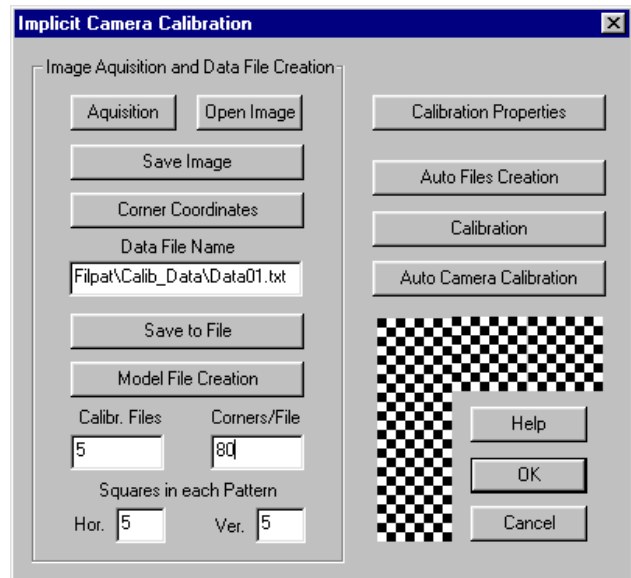 Implicit Camera Calibration
Image Aquisition and Data File Creation
Aquisition
Open Image
Save Image
Corner Coordinates
Data File Name
Filpat\Calib_Data\Data01.txt
Save to File
Model File Creation
Calibr. Files
Corners/File
5
80
Squares in each Pattern
Hor. 5
Ver. 5
Calibration Properties
Auto Files Creation
Calibration
Auto Camera Calibration
Help
OK
Cancel